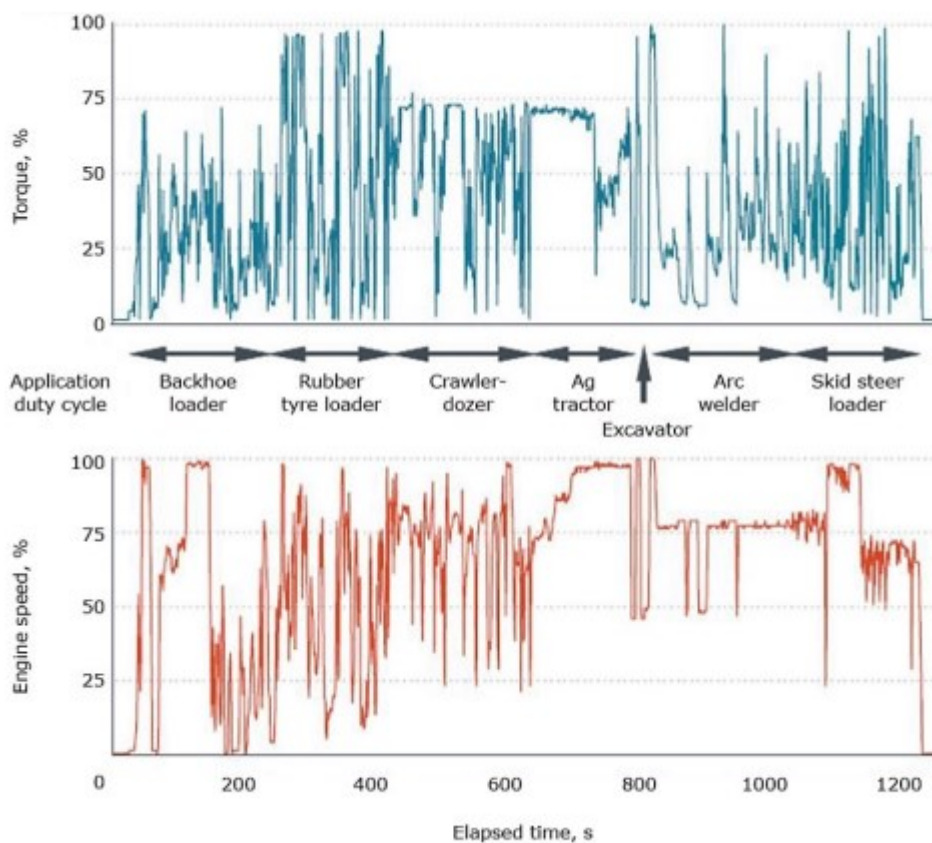 100
75
50
25
0
Torque, %
Application
duty cycle
Backhoe
loader
Rubber
tyre loader
Crawler-
dozer
Ag
tractor
Excavator
Arc
welder
Skid steer
loader
100
75
50
25
Engine speed, %
0 200 400 600 800 1000 1200
Elapsed time, s